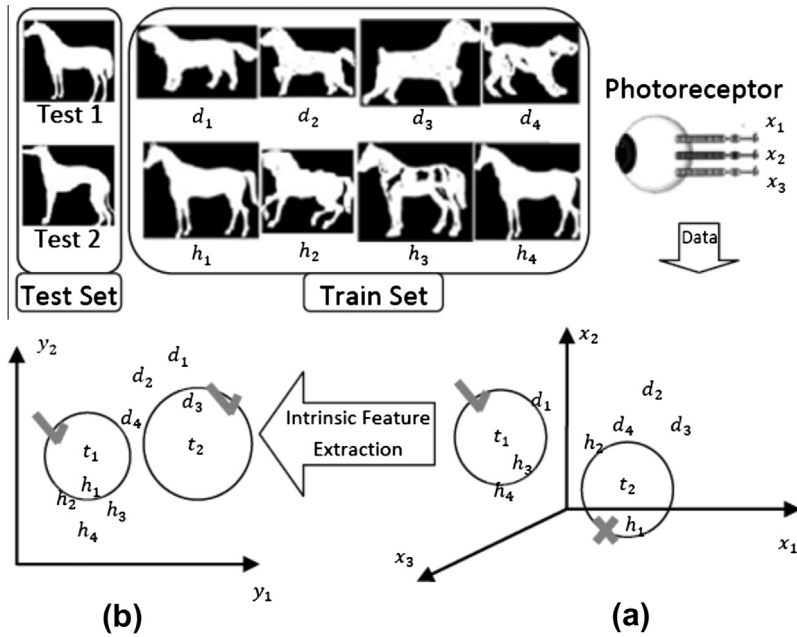 Test 1
Test 2
Test Set
d₁ d₂ d₃ d₄
h₁ h₂ h₃ h₄
Train Set
Photoreceptor
x₁
x₂
x₃
Data
y₂
d₁
d₂
d₃
d₄
t₁
t₂
h₁
h₂
h₃
h₄
y₁
(b)
Intrinsic Feature
Extraction
x₂
d₁
d₂
t₁
d₄
d₃
h₂
h₃
h₄
t₂
h₁
x₃
x₁
(a)